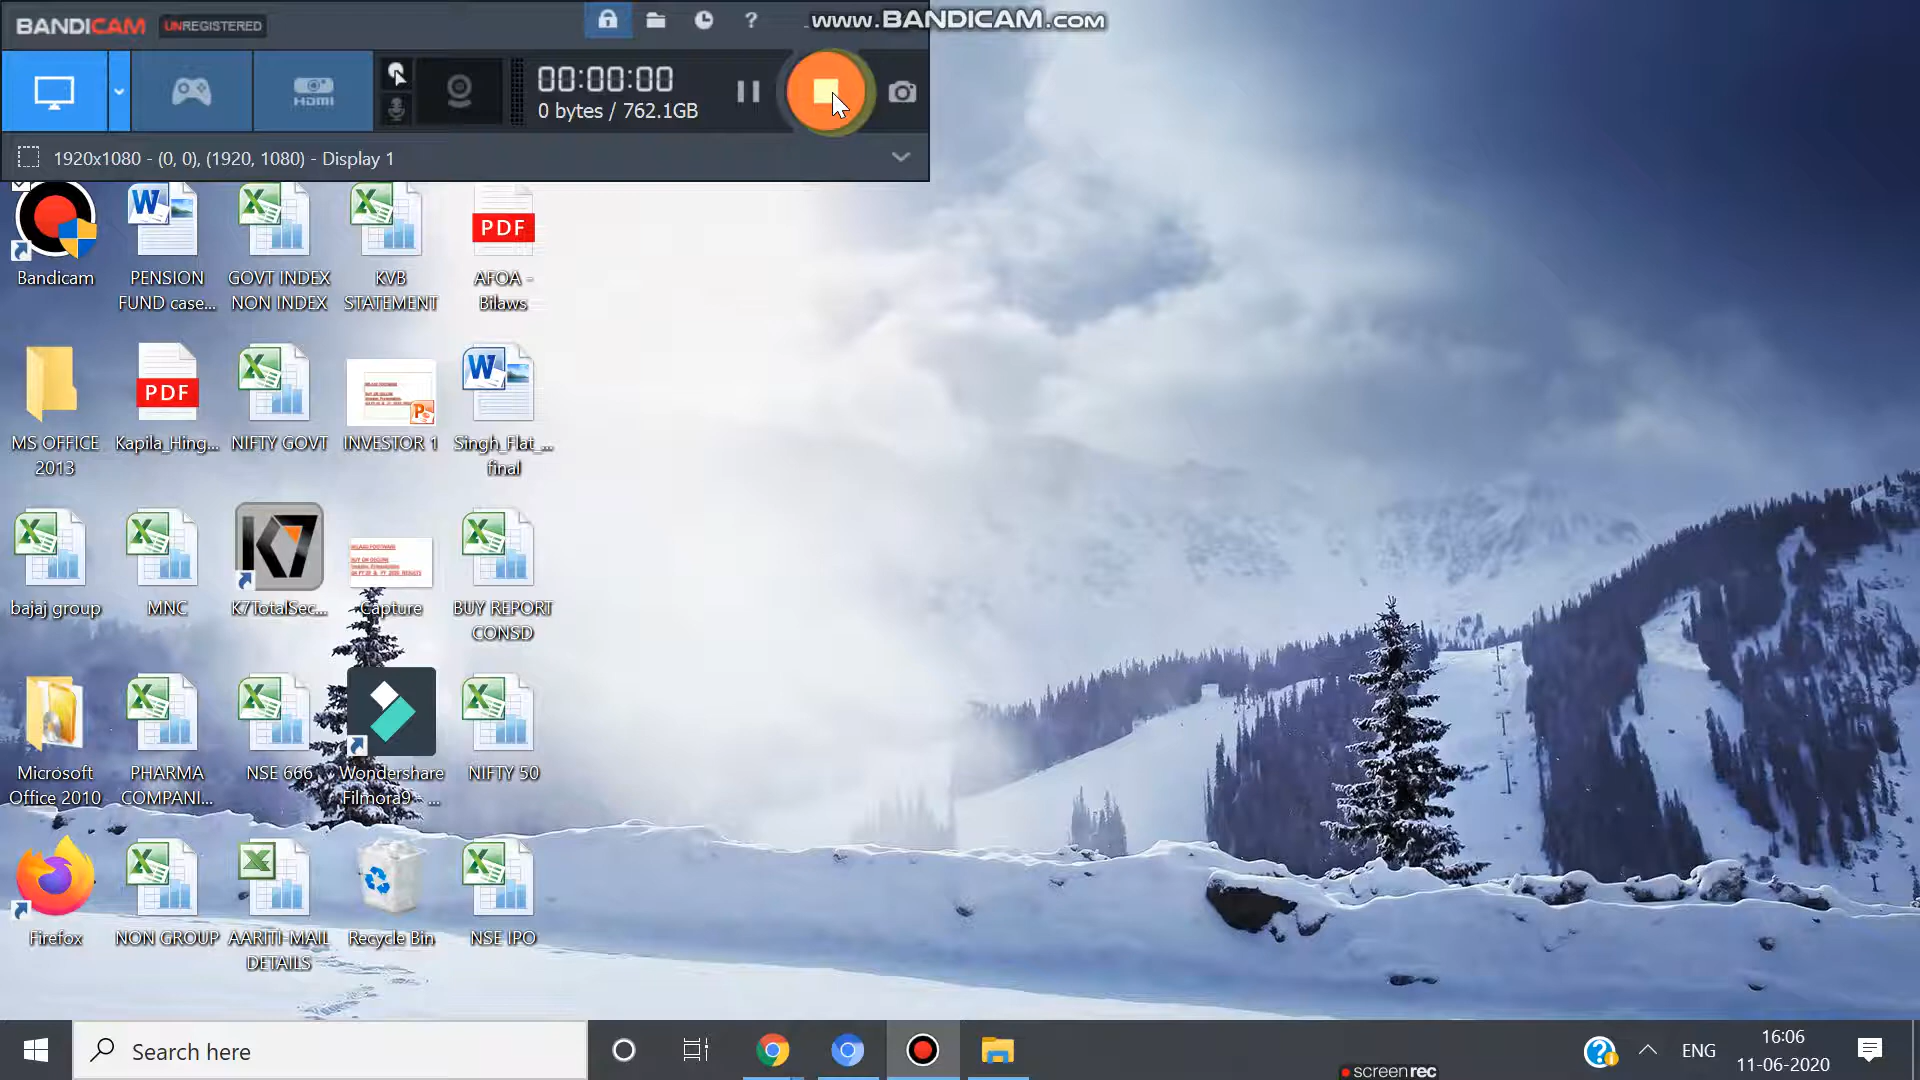 BANDICAM UNREGISTERED
www.BANDICAM.com
HDMI
00:00:00
0 bytes / 762.1GB
1920x1080 - (0, 0), (1920, 1080) - Display 1
Bandicam
PENSION
FUND case...
GOVT INDEX
NON INDEX
KVB
STATEMENT
PDF
AFOA -
Bilaws
MS OFFICE
2013
PDF
Kapila_Hing...
NIFTY GOVT
INVESTOR 1
Singh_Flat_...
final
bajaj group
MNC
K7TotalSec...
Capture
BUY REPORT
CONSD
Microsoft
Office 2010
PHARMA
COMPANI...
NSE 666
Wondershare
Filmora9 - ...
NIFTY 50
Firefox
NON GROUP
AARITI-MAIL
DETAILS
Recycle Bin
NSE IPO
Search here
ENG
16:06
11-06-2020
screenrec